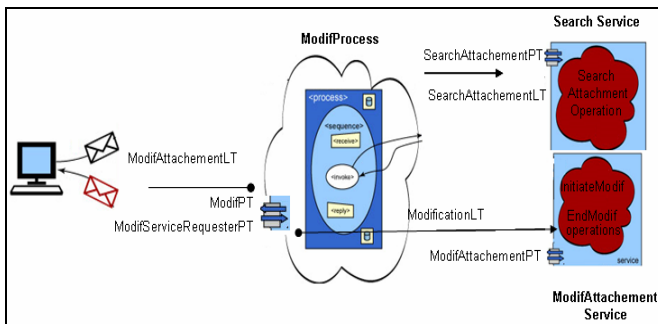 Search Service
ModifProcess
SearchAttachementPT
SearchAttachementLT
Search
Attachment
Operation
<process>
<sequence>
<receive>
<invoke>
<reply>
ModifAttachementLT
ModifPT
ModifServiceRequesterPT
ModificationLT
ModifAttachementPT
InitiateModif
EndModif
operations
service
ModifAttachement
Service